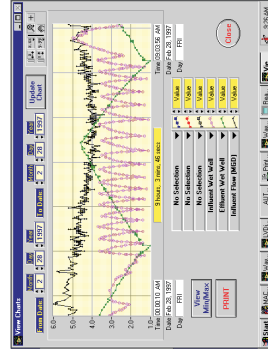 View Charts
From Date: 2 28 1997 To Date: 2 28 1997 Update Chart
6.0
5.0
4.0
3.0
2.0
1.0
Time 00:00:10 AM 9 hours, 3 mins, 46 secs Time 09:03:56 AM
Date Feb 28, 1997 Date Feb 28, 1997
Day FRI Day FRI
View Min/Max
PRINT
No Selection Value
No Selection Value
No Selection Value
Influent Wet Well Value
Effluent Wet Well Value
Influent Flow (MGD) Value
Close
Start